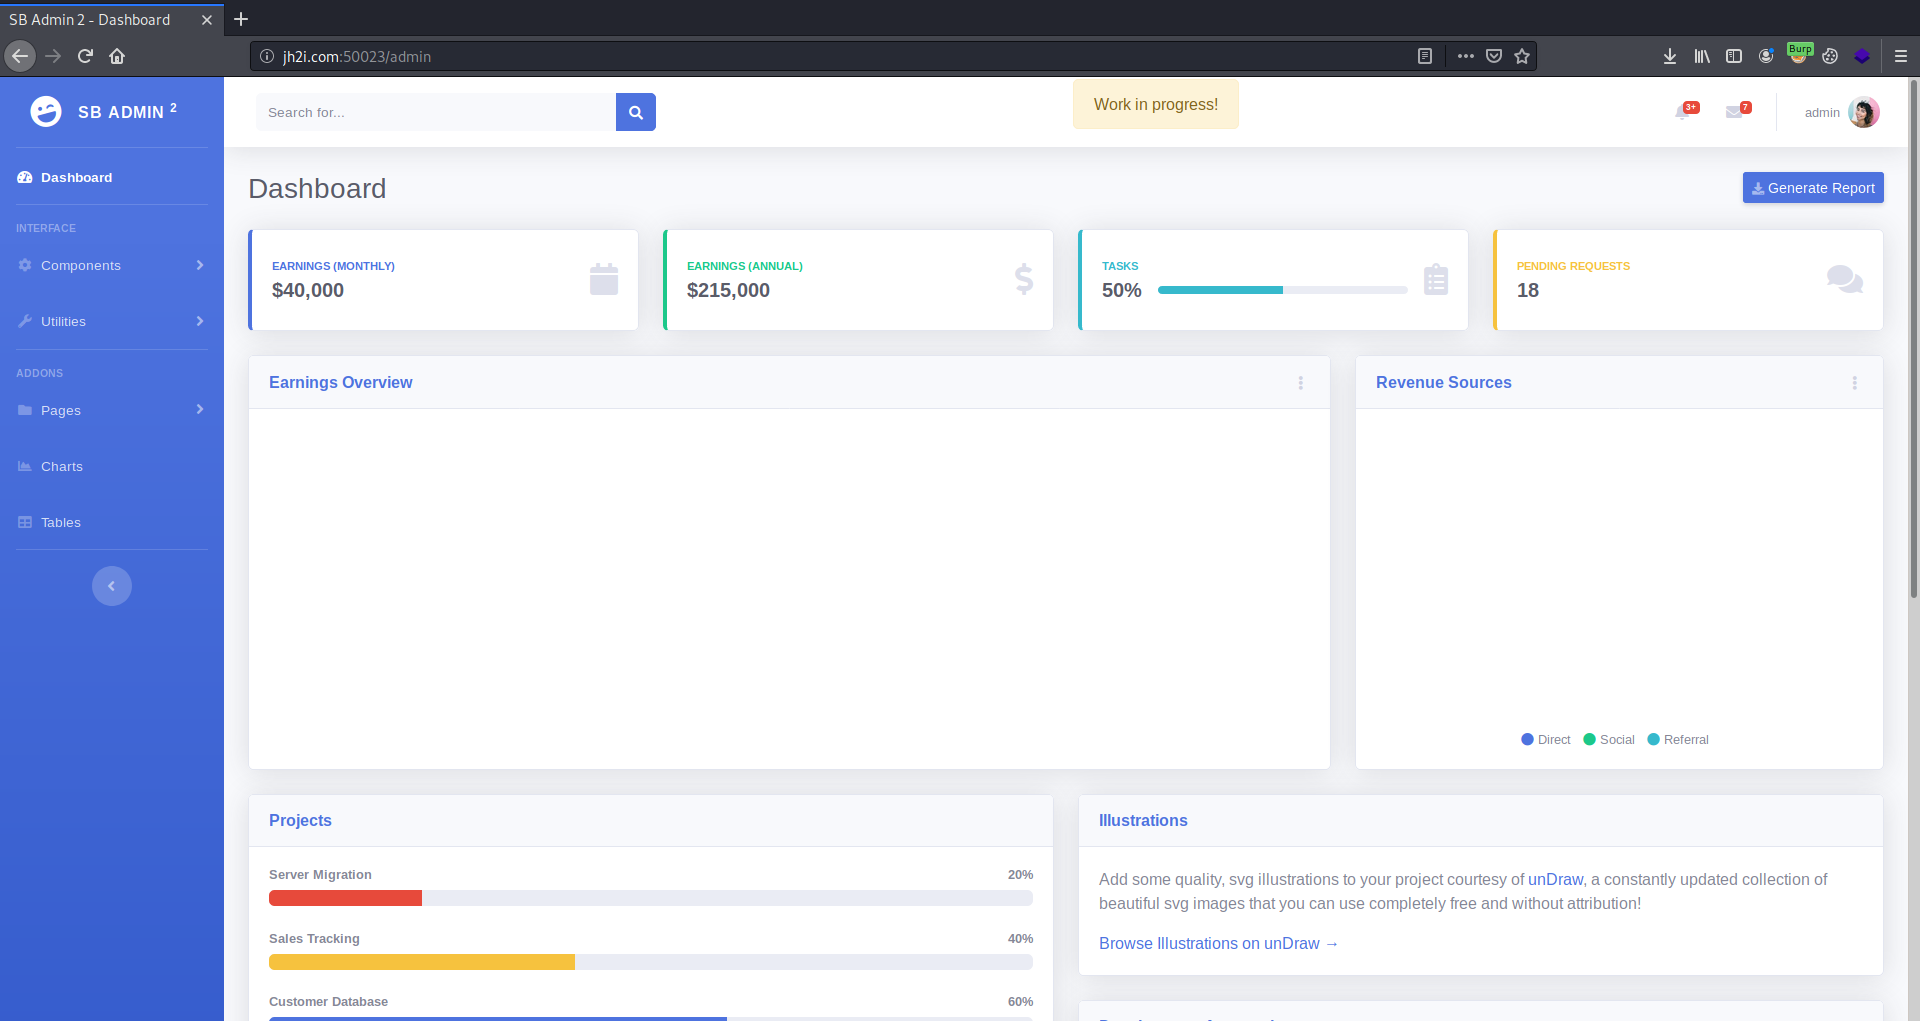 SB Admin 2 - Dashboard
jh2i.com:50023/admin
Burp
SB ADMIN 2
Search for...
Work in progress!
3+
7
admin
Dashboard
INTERFACE
Components
Utilities
ADDONS
Pages
Charts
Tables
Dashboard
Generate Report
EARNINGS (MONTHLY)
$40,000
EARNINGS (ANNUAL)
$215,000
TASKS
50%
PENDING REQUESTS
18
Earnings Overview
Revenue Sources
Direct
Social
Referral
Projects
Server Migration
20%
Sales Tracking
40%
Customer Database
60%
Illustrations
Add some quality, svg illustrations to your project courtesy of unDraw, a constantly updated collection of
beautiful svg images that you can use completely free and without attribution!
Browse Illustrations on unDraw →